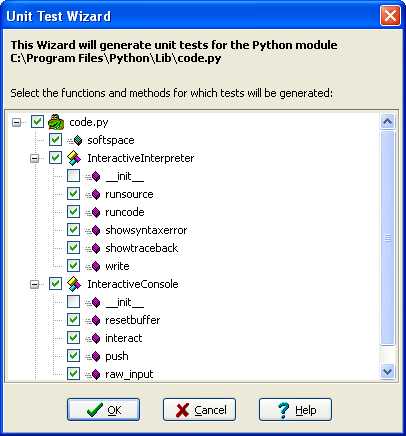 Unit Test Wizard
This Wizard will generate unit tests for the Python module
C:\Program Files\Python\Lib\code.py
Select the functions and methods for which tests will be generated:
code.py
softspace
InteractiveInterpreter
__init__
runsource
runcode
showsyntaxerror
showtraceback
write
InteractiveConsole
__init__
resetbuffer
interact
push
raw_input
OK
Cancel
Help